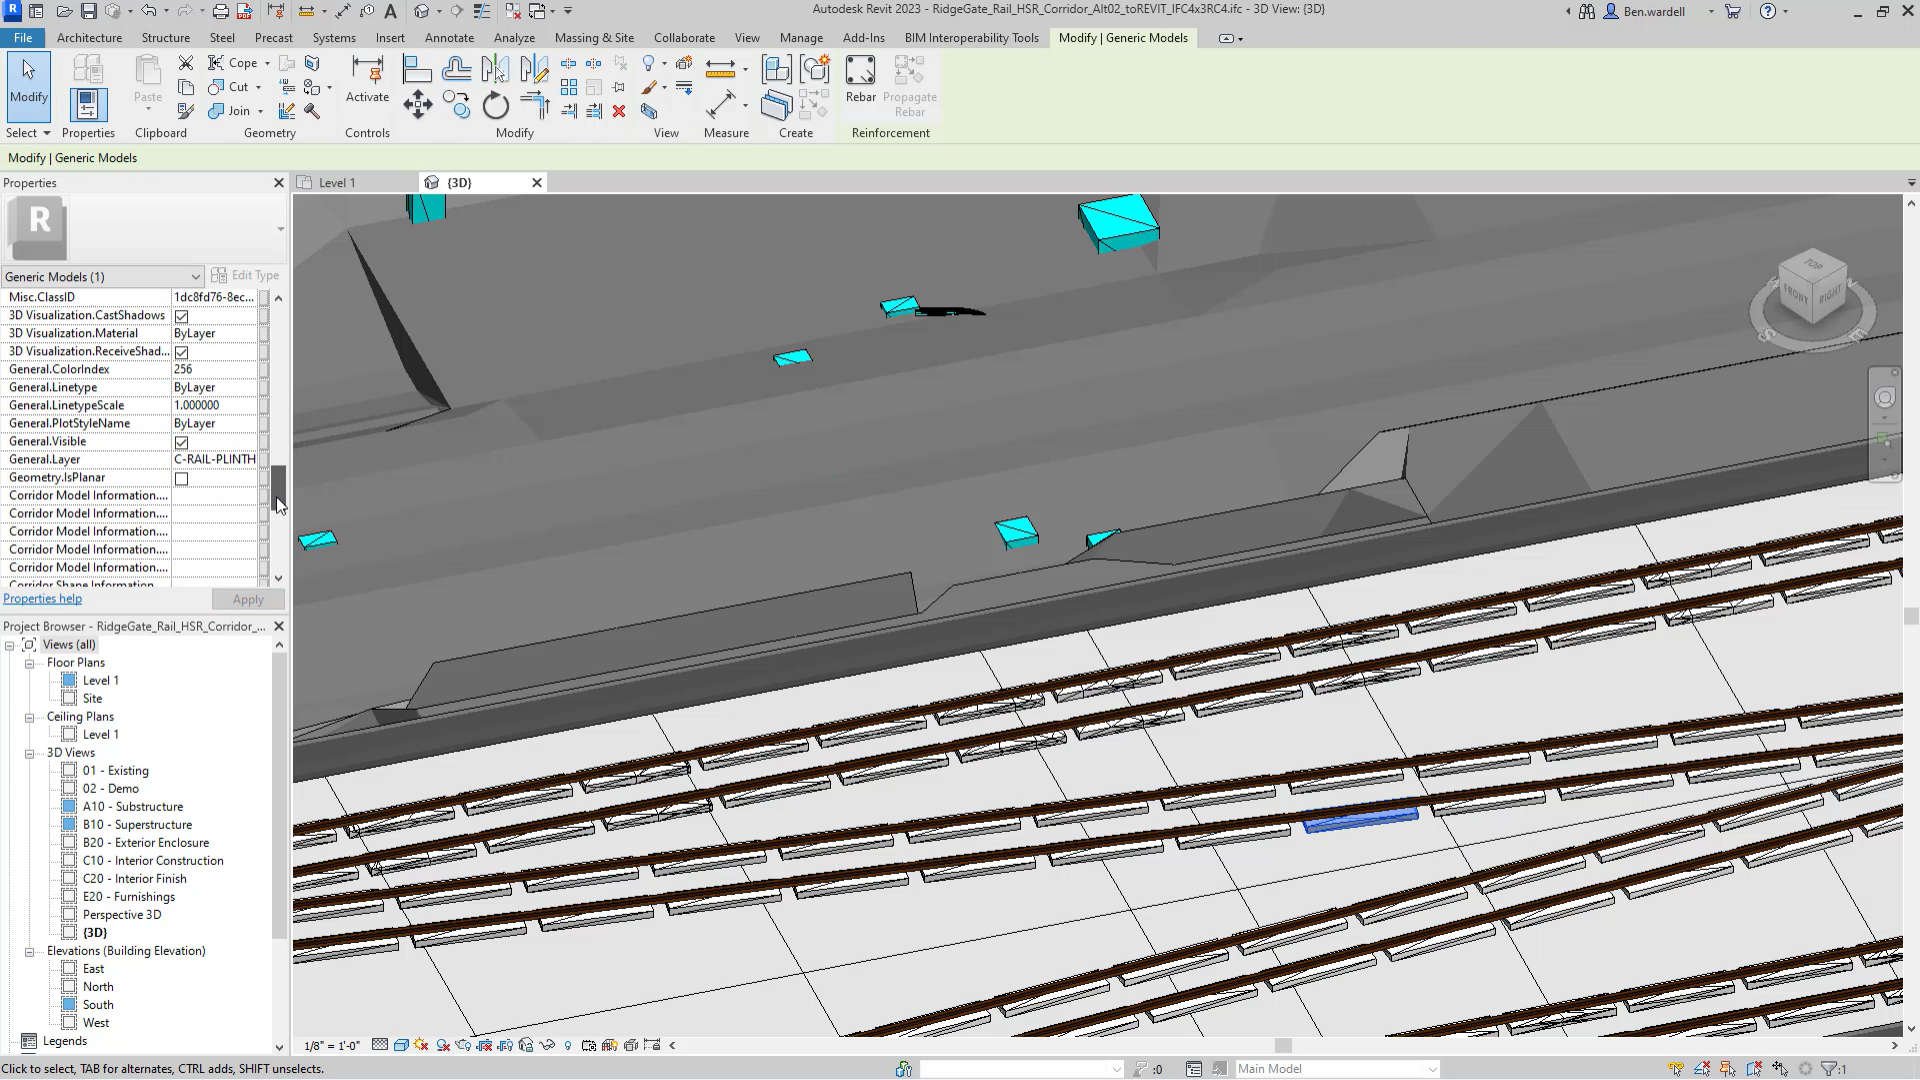 Autodesk Revit 2023 - RidgeGate_Rail_HSR_Corridor_Alt02_toREVIT_IFC4x3RC4.ifc - 3D View: {3D}
Ben.wardell
File Architecture Structure Steel Precast Systems Insert Annotate Analyze Massing & Site Collaborate View Manage Add-Ins BIM Interoperability Tools Modify | Generic Models
Modify Paste Cope Cut Join Activate Rebar Propagate Rebar
Select Properties Clipboard Geometry Controls Modify View Measure Create Reinforcement
Modify | Generic Models
Properties
Level 1
{3D}
R
Generic Models (1)
Edit Type
Misc.ClassID 1dc8fd76-8ec...
3D Visualization.CastShadows
3D Visualization.Material ByLayer
3D Visualization.ReceiveShad...
General.ColorIndex 256
General.Linetype ByLayer
General.LinetypeScale 1.000000
General.PlotStyleName ByLayer
General.Visible
General.Layer C-RAIL-PLINTH
Geometry.IsPlanar
Corridor Model Information....
Corridor Model Information....
Corridor Model Information....
Corridor Model Information....
Corridor Model Information....
Corridor Shape Information
Properties help
Apply
Project Browser - RidgeGate_Rail_HSR_Corridor_...
Views (all)
Floor Plans
Level 1
Site
Ceiling Plans
Level 1
3D Views
01 - Existing
02 - Demo
A10 - Substructure
B10 - Superstructure
B20 - Exterior Enclosure
C10 - Interior Construction
C20 - Interior Finish
E20 - Furnishings
Perspective 3D
{3D}
Elevations (Building Elevation)
East
North
South
West
Legends
TOP
FRONT
RIGHT
S
E
1/8" = 1'-0"
Click to select, TAB for alternates, CTRL adds, SHIFT unselects.
:0
Main Model
:1